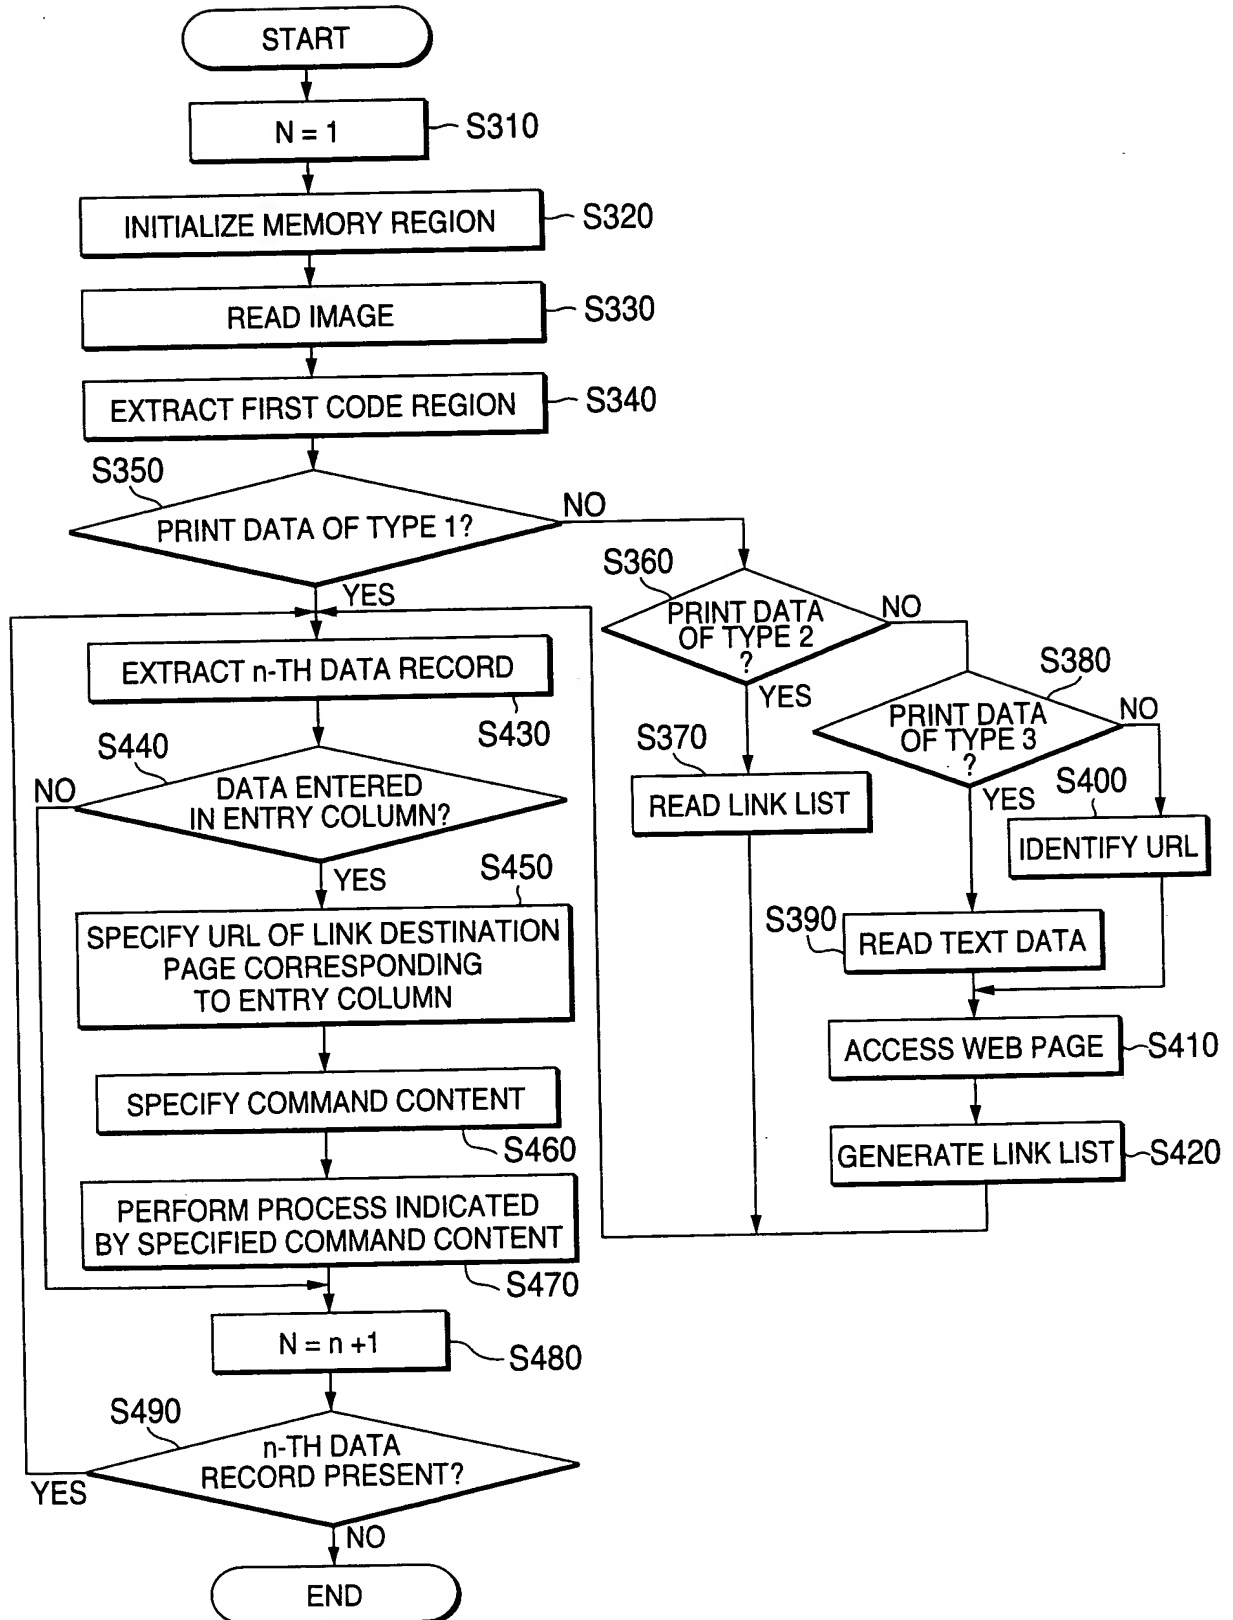 START
N = 1
S310
INITIALIZE MEMORY REGION
S320
READ IMAGE
S330
EXTRACT FIRST CODE REGION
S340
S350
PRINT DATA OF TYPE 1?
NO
YES
S360
PRINT DATA
OF TYPE 2
?
NO
YES
S370
READ LINK LIST
S380
PRINT DATA
OF TYPE 3
?
NO
YES
S400
IDENTIFY URL
S390
READ TEXT DATA
ACCESS WEB PAGE
S410
GENERATE LINK LIST
S420
EXTRACT n-TH DATA RECORD
S430
S440
DATA ENTERED
IN ENTRY COLUMN?
NO
YES
S450
SPECIFY URL OF LINK DESTINATION
PAGE CORRESPONDING
TO ENTRY COLUMN
SPECIFY COMMAND CONTENT
S460
PERFORM PROCESS INDICATED
BY SPECIFIED COMMAND CONTENT
S470
N = n +1
S480
S490
n-TH DATA
RECORD PRESENT?
YES
NO
END